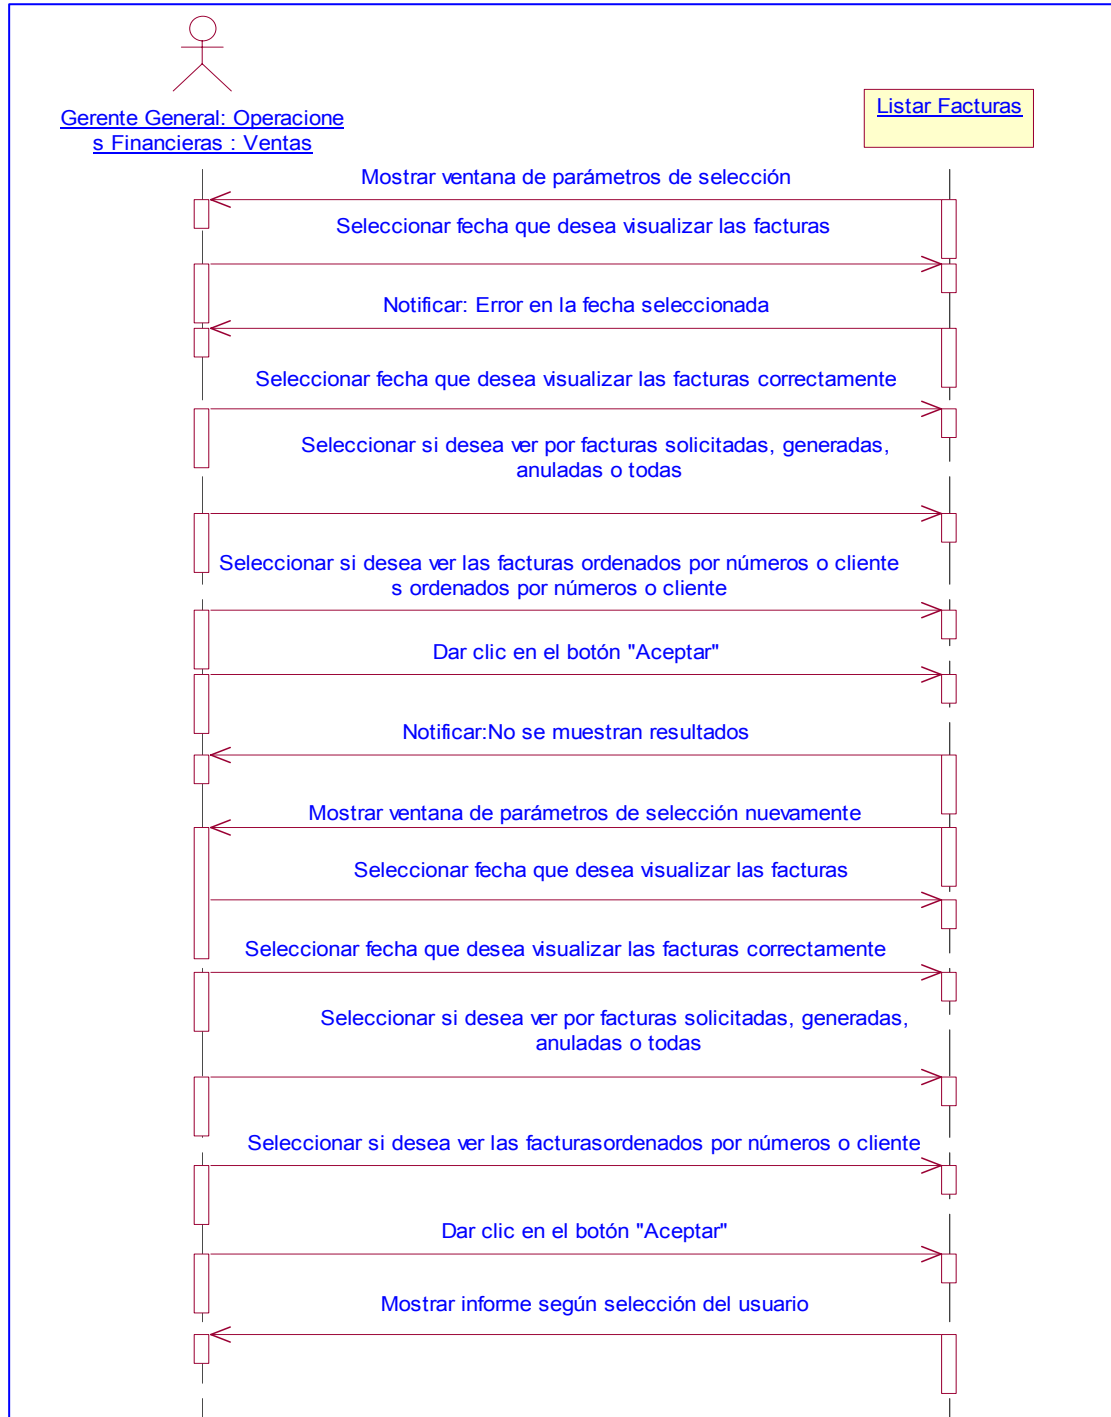 Gerente General: Operacione
s Financieras : Ventas
Listar Facturas
Mostrar ventana de parámetros de selección
Seleccionar fecha que desea visualizar las facturas
Notificar: Error en la fecha seleccionada
Seleccionar fecha que desea visualizar las facturas correctamente
Seleccionar si desea ver por facturas solicitadas, generadas,
anuladas o todas
Seleccionar si desea ver las facturas ordenados por números o cliente
s ordenados por números o cliente
Dar clic en el botón "Aceptar"
Notificar:No se muestran resultados
Mostrar ventana de parámetros de selección nuevamente
Seleccionar fecha que desea visualizar las facturas
Seleccionar fecha que desea visualizar las facturas correctamente
Seleccionar si desea ver por facturas solicitadas, generadas,
anuladas o todas
Seleccionar si desea ver las facturasordenados por números o cliente
Dar clic en el botón "Aceptar"
Mostrar informe según selección del usuario